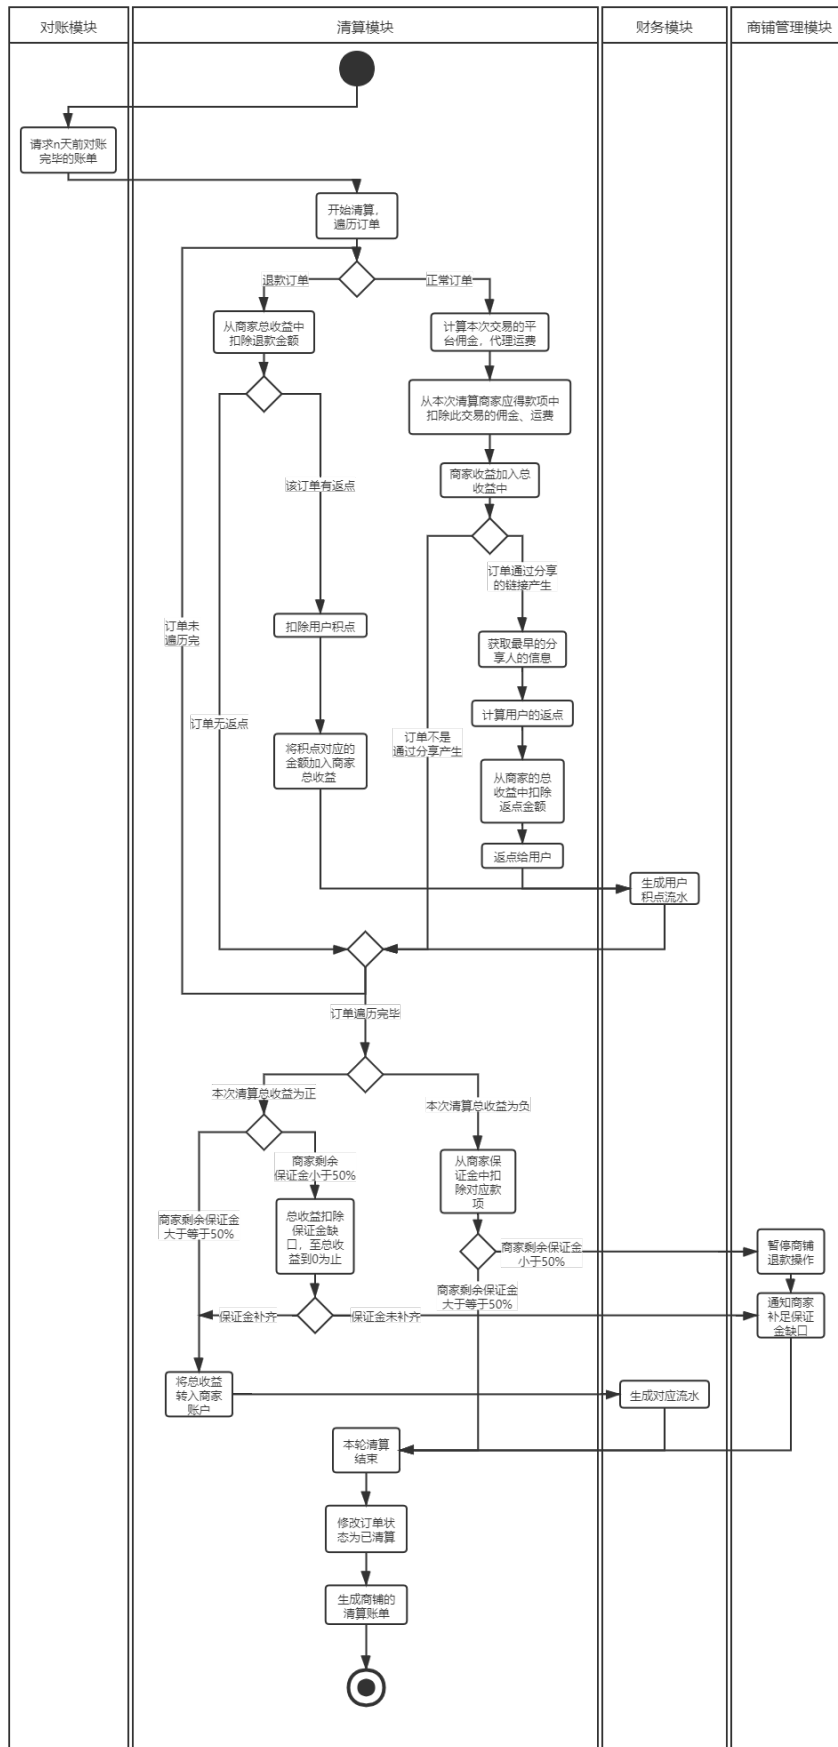 对账模块
清算模块
财务模块
商铺管理模块
请求n天前对账
完毕的账单
开始清算，
遍历订单
退款订单
正常订单
从商家总收益中
扣除退款金额
计算本次交易的平
台佣金，代理运费
从本次清算商家应得款项中
扣除此交易的佣金、运费
商家收益加入总
收益中
该订单有返点
订单通过分享
的链接产生
扣除用户积点
订单未
遍历完
获取最早的分
享人的信息
计算用户的返点
订单无返点
订单不是
通过分享产生
将积点对应的
金额加入商家
总收益
从商家的总
收益中扣除
返点金额
返点给用户
生成用户
积点流水
订单遍历完毕
本次清算总收益为正
本次清算总收益为负
商家剩余
保证金小于50%
从商家保
证金中扣
除对应款
项
商家剩余保证金
大于等于50%
总收益扣除
保证金缺
口，至总收
益到0为止
商家剩余保证金
小于50%
暂停商铺
退款操作
商家剩余保证金
大于等于50%
保证金补齐
保证金未补齐
通知商家
补足保证
金缺口
将总收益
转入商家
账户
生成对应流水
本轮清算
结束
修改订单状
态为已清算
生成商铺的
清算账单